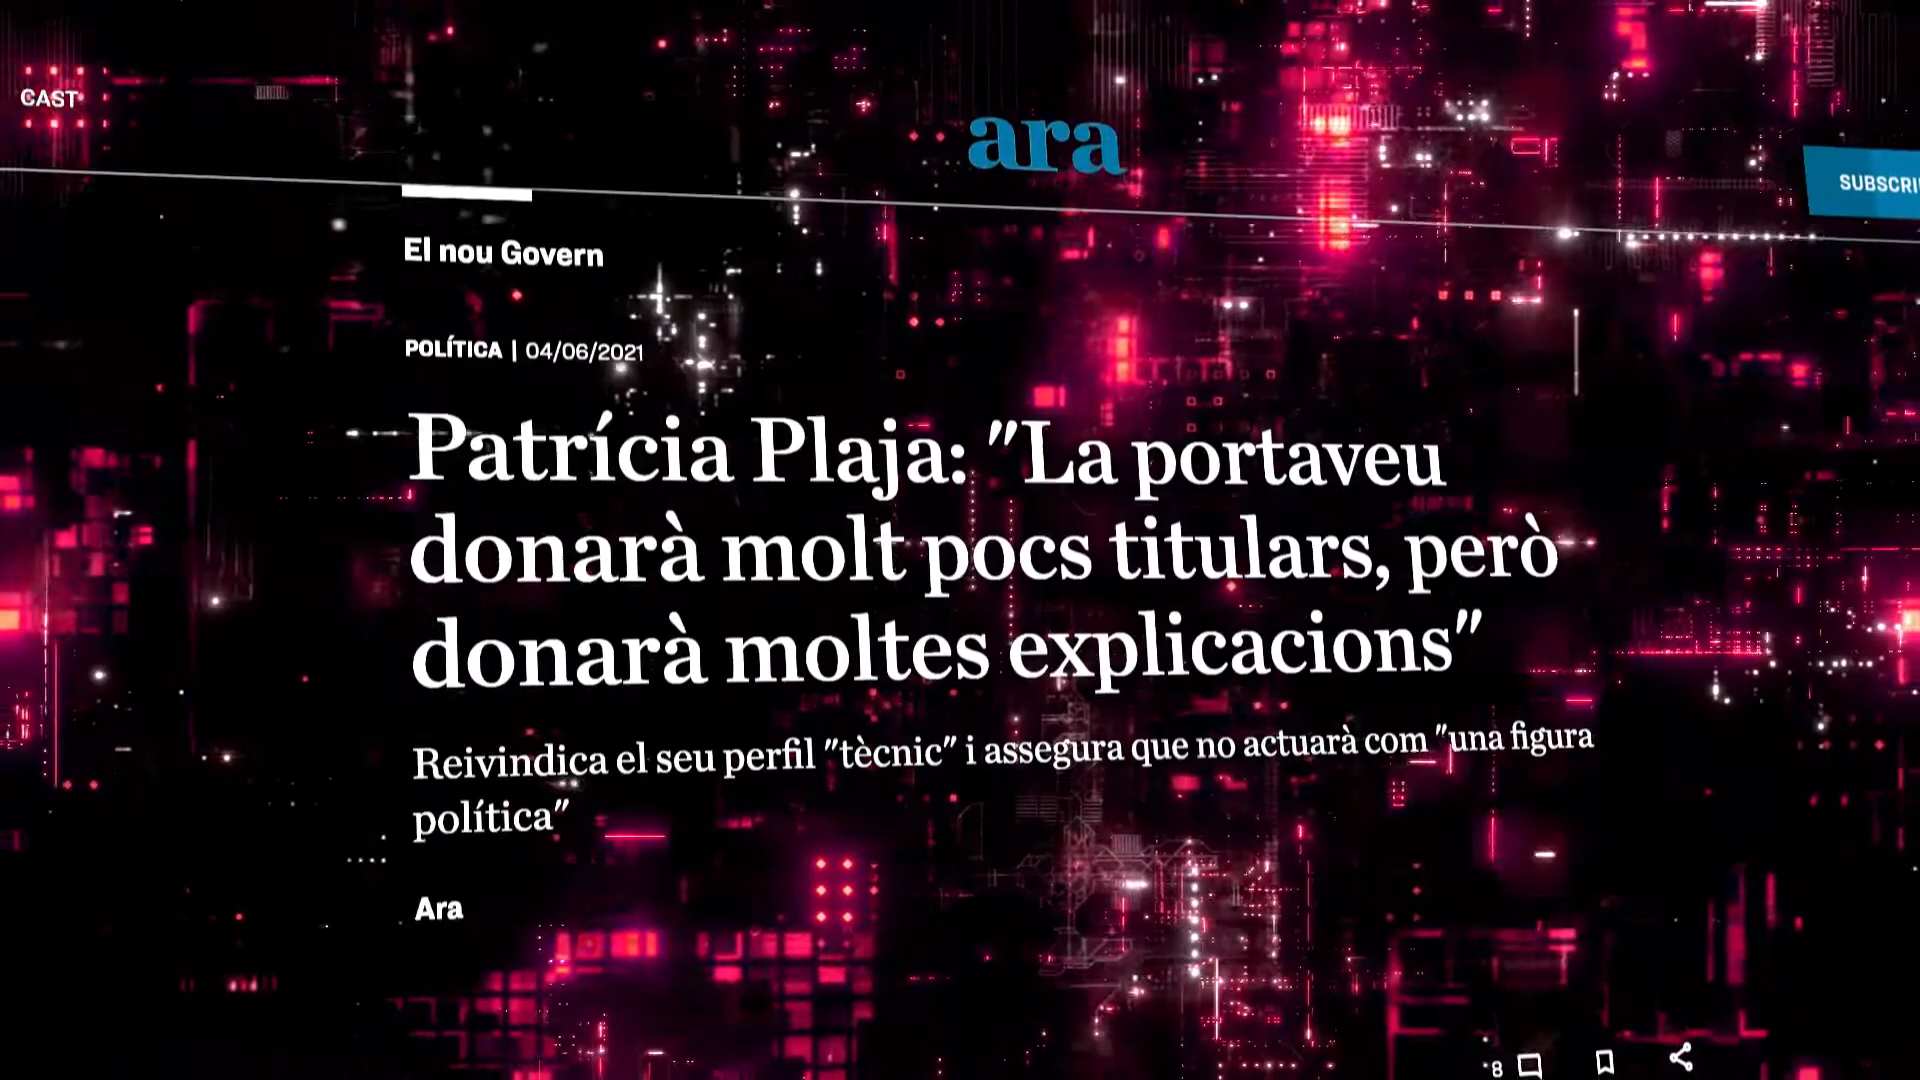 CAST
ara
SUBSCRI
El nou Govern
POLÍTICA | 04/06/2021
Patrícia Plaja: "La portaveu
donarà molt pocs titulars, però
donarà moltes explicacions"
Reivindica el seu perfil "tècnic" i assegura que no actuarà com "una figura
política"
Ara
8